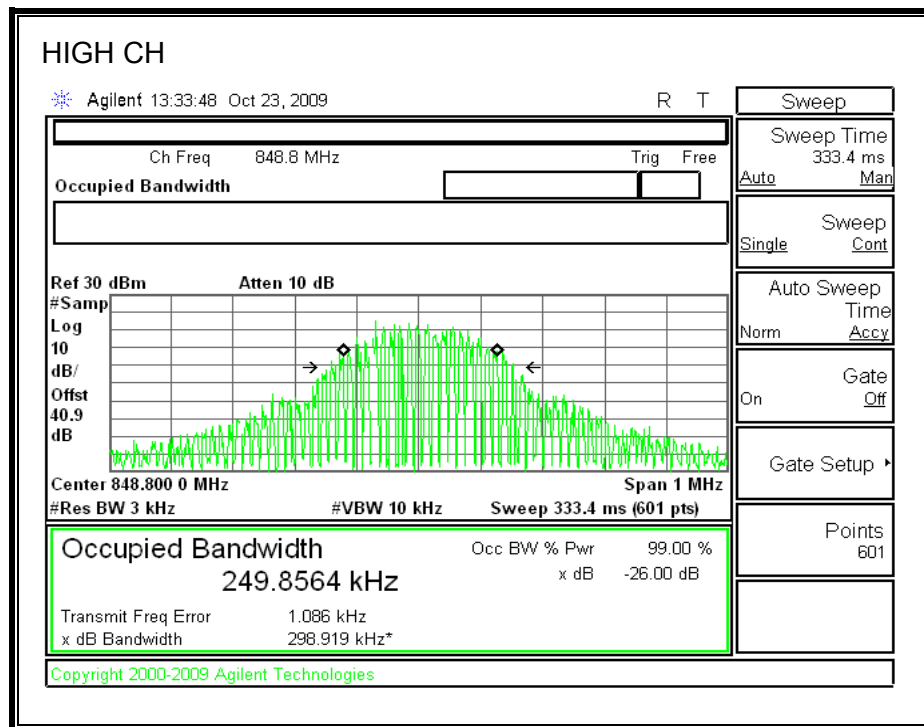 HIGH CH
Agilent 13:33:48 Oct 23, 2009 R T
Ch Freq 848.8 MHz Trig Free
Occupied Bandwidth
Ref 30 dBm Atten 10 dB
#Samp
Log
10
dB/
Offst
40.9
dB
Center 848.800 0 MHz Span 1 MHz
#Res BW 3 kHz #VBW 10 kHz Sweep 333.4 ms (601 pts)
Occupied Bandwidth Occ BW % Pwr 99.00 %
249.8564 kHz x dB -26.00 dB
Transmit Freq Error 1.086 kHz
x dB Bandwidth 298.919 kHz*
Copyright 2000-2009 Agilent Technologies
Sweep
Sweep Time
333.4 ms
Auto Man
Sweep
Single Cont
Auto Sweep
Time
Norm Accy
Gate
On Off
Gate Setup
Points
601